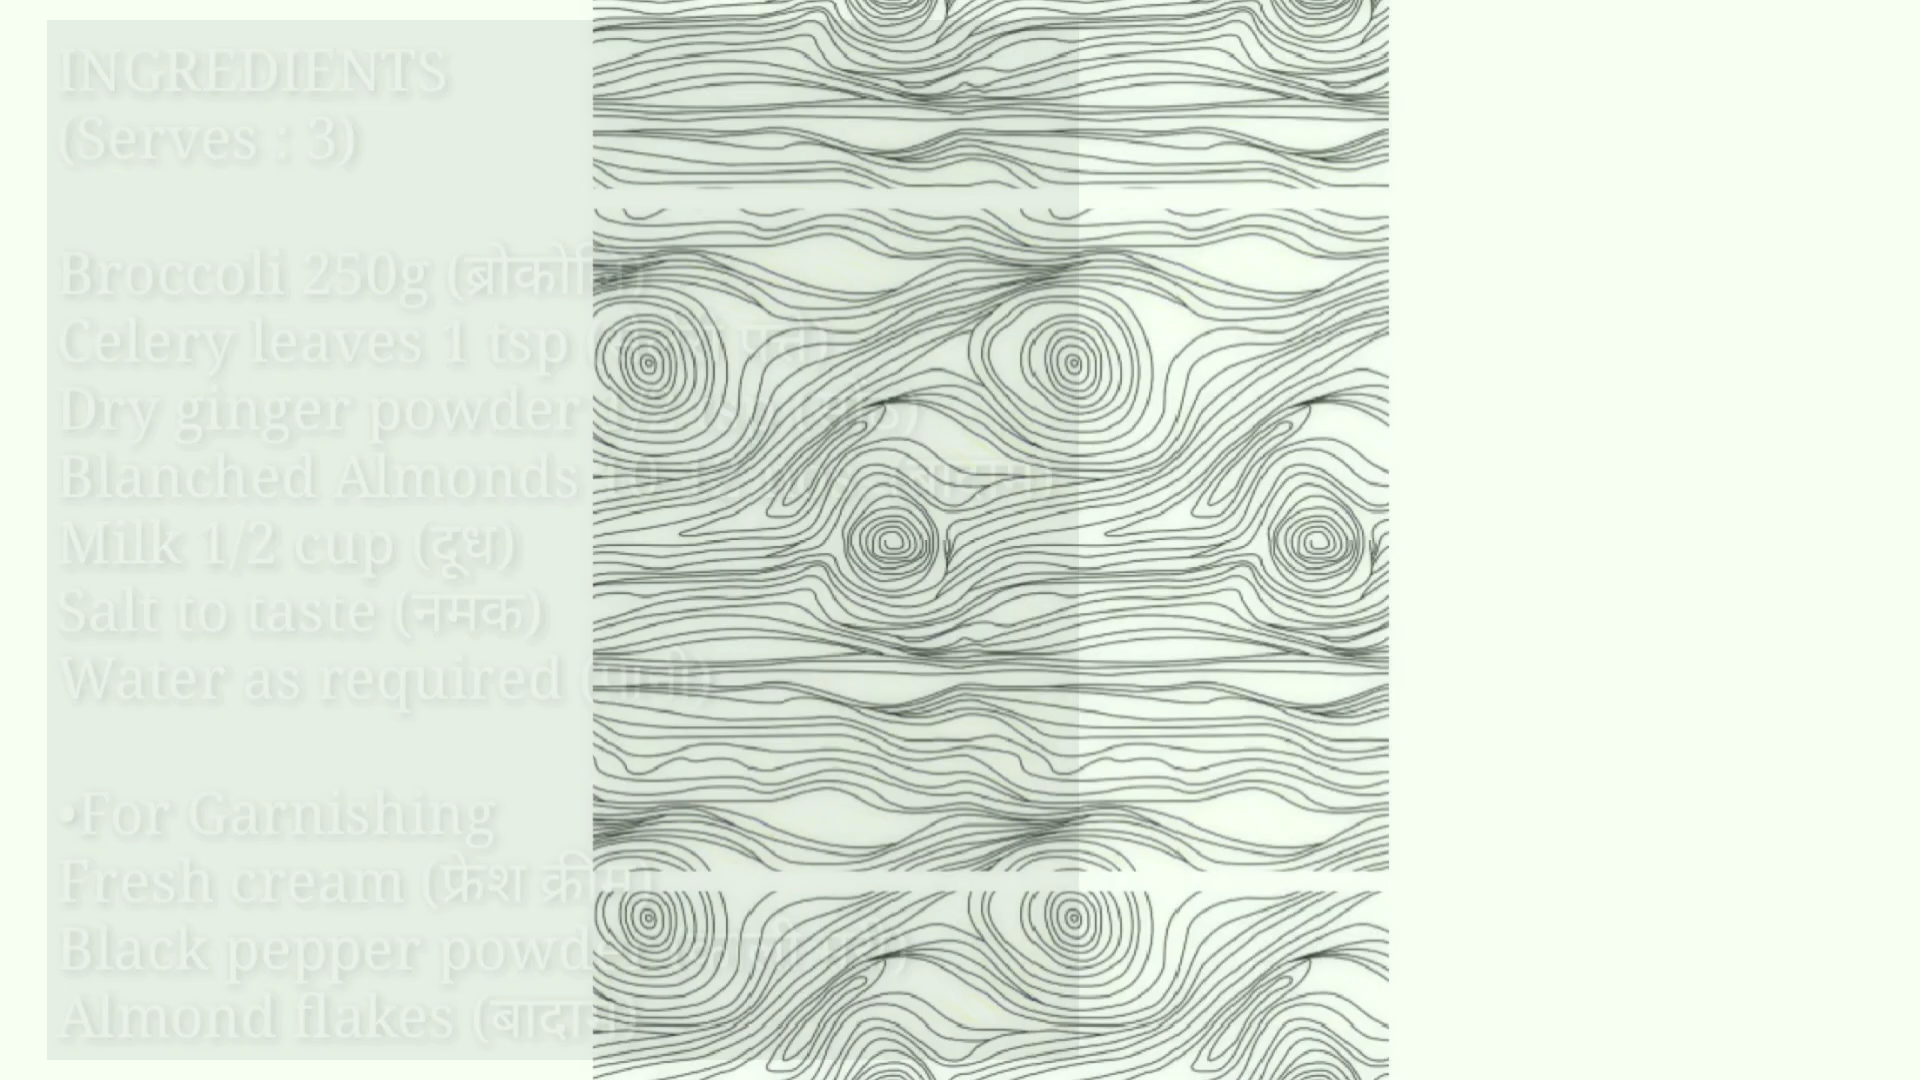 INGREDIENTS
(Serves : 3)
Broccoli 250g (ब्रोकोली)
Celery leaves 1 tsp
Dry ginger powder
Blanched Almonds
Milk 1/2 cup (दूध)
Salt to taste (नमक)
Water as required (पानी)
•For Garnishing
Fresh cream (फ्रेश क्रीम)
Black pepper powder
Almond flakes (बादाम)